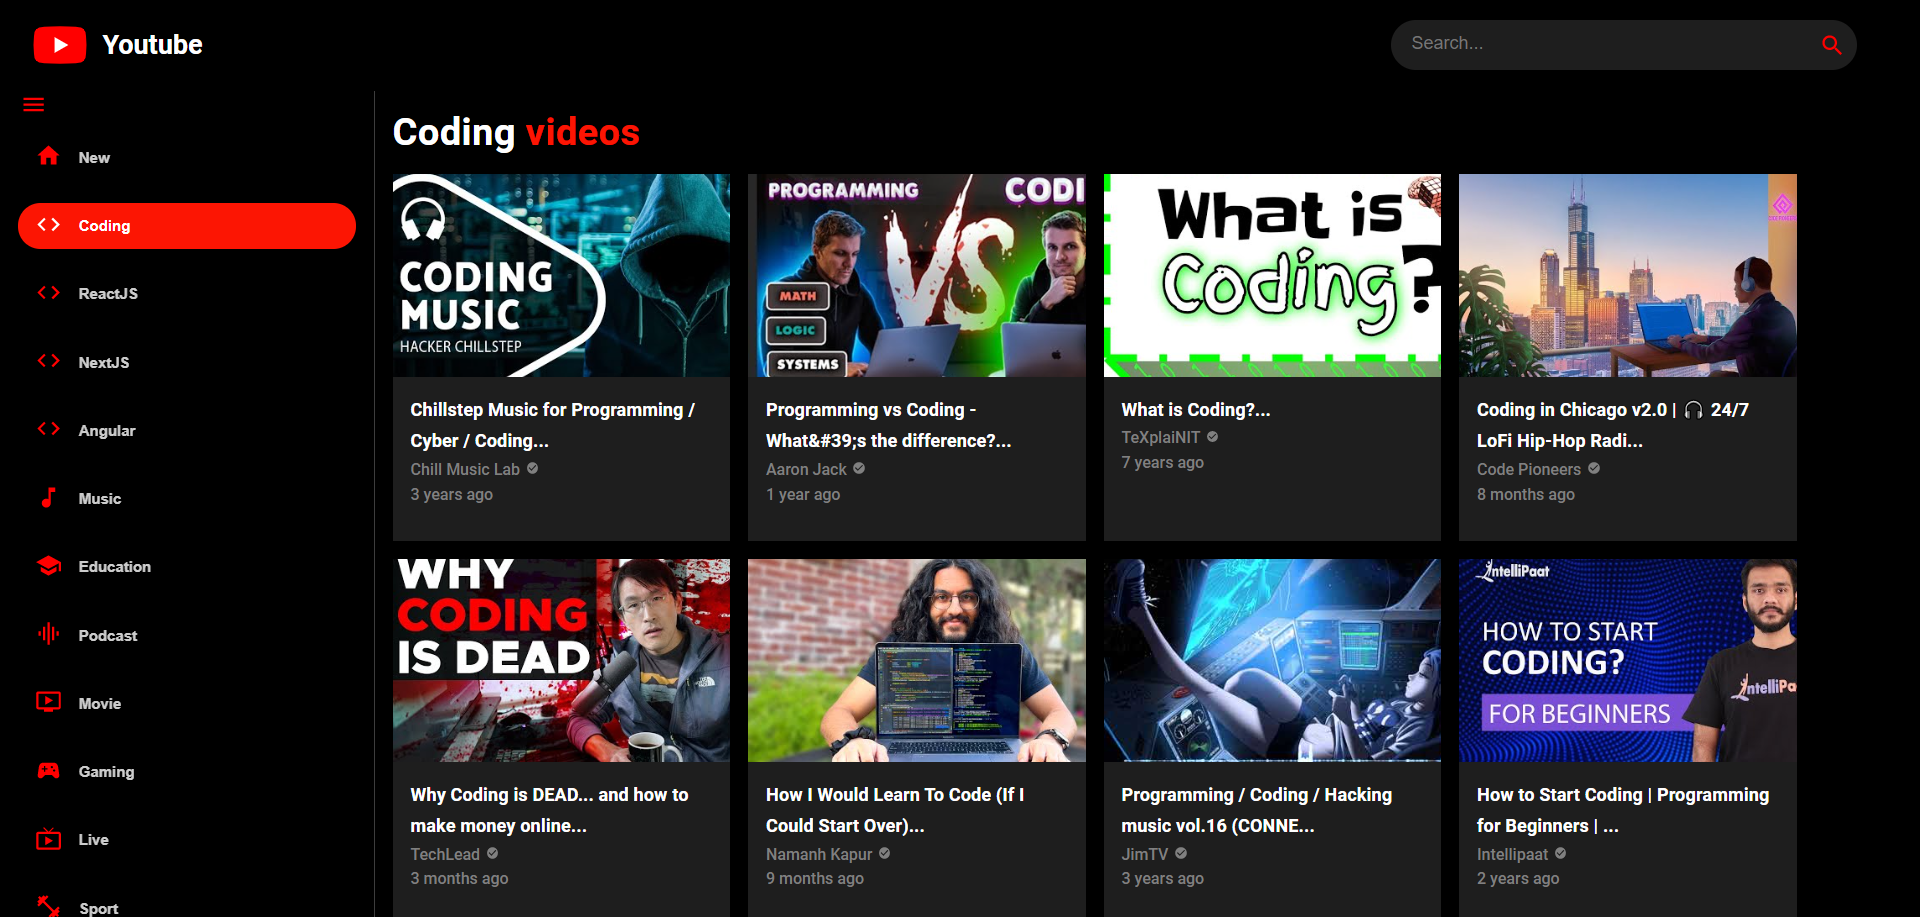 Youtube
Search...
New
Coding
ReactJS
NextJS
Angular
Music
Education
Podcast
Movie
Gaming
Live
Sport
Coding videos
CODING
MUSIC
HACKER CHILLSTEP
Chillstep Music for Programming /
Cyber / Coding...
Chill Music Lab
3 years ago
PROGRAMMING
CODI
VS
MATH
LOGIC
SYSTEMS
Programming vs Coding -
What&#39;s the difference?...
Aaron Jack
1 year ago
What is
Coding?
What is Coding?...
TeXplaiNIT
7 years ago
Coding in Chicago v2.0 | 🎧 24/7
LoFi Hip-Hop Radi...
Code Pioneers
8 months ago
WHY
CODING
IS DEAD
Why Coding is DEAD... and how to
make money online...
TechLead
3 months ago
How I Would Learn To Code (If I
Could Start Over)...
Namanh Kapur
9 months ago
Programming / Coding / Hacking
music vol.16 (CONNE...
JimTV
3 years ago
IntelliPaat
HOW TO START
CODING?
FOR BEGINNERS
IntelliPa
How to Start Coding | Programming
for Beginners | ...
Intellipaat
2 years ago